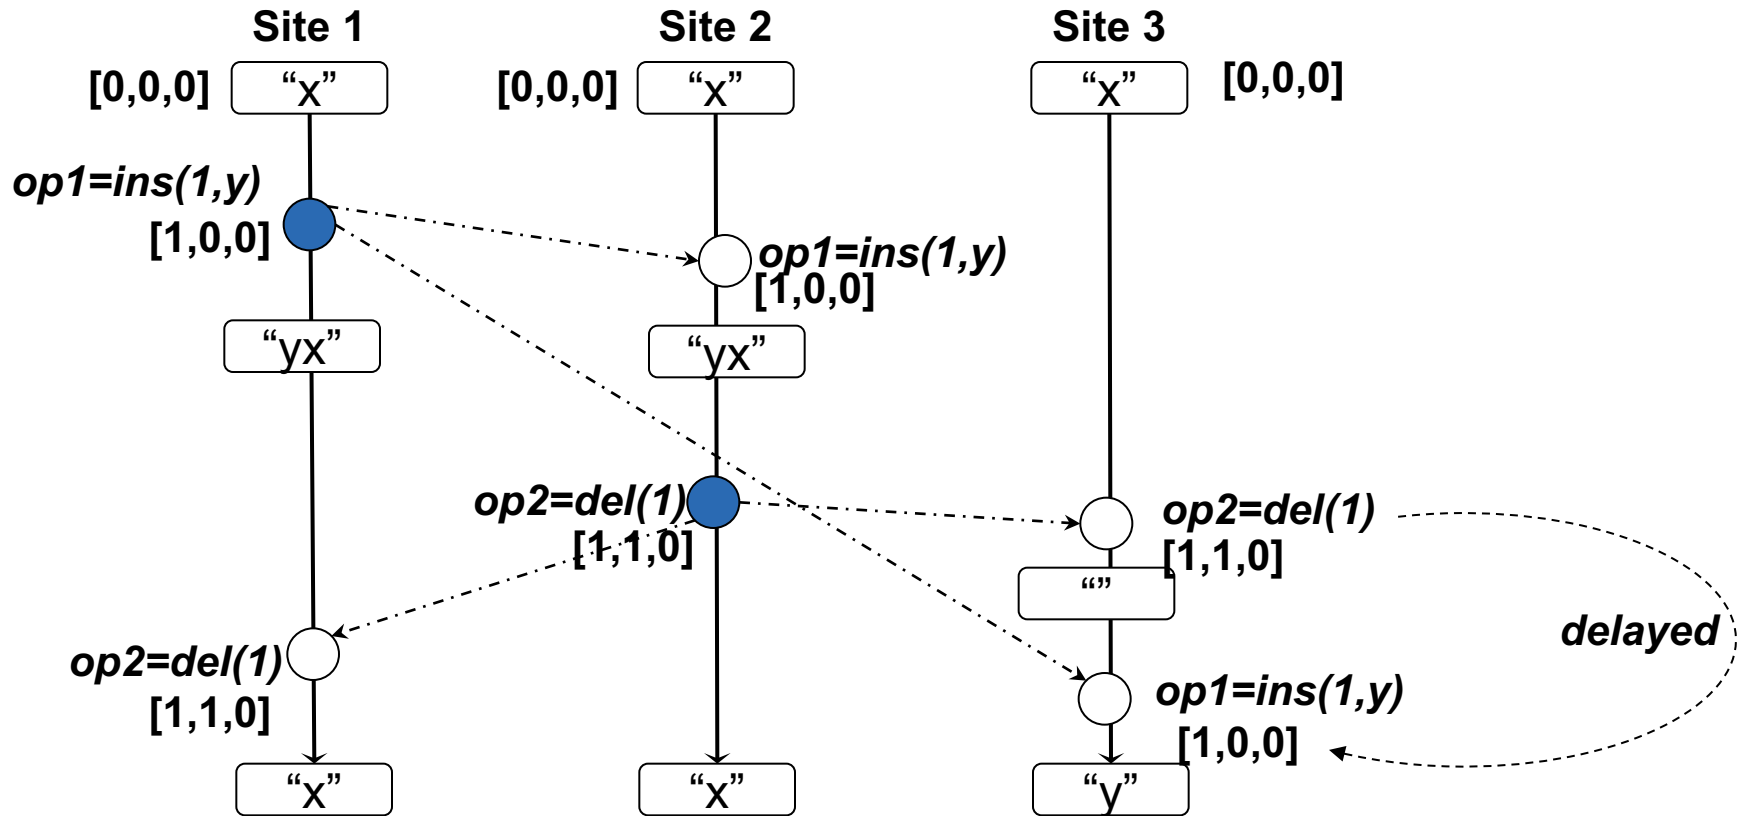 Site 1
Site 2
Site 3
[0,0,0]
“x”
[0,0,0]
“x”
“x”
[0,0,0]
op1=ins(1,y)
[1,0,0]
op1=ins(1,y)
[1,0,0]
“yx”
“yx”
op2=del(1)
[1,1,0]
op2=del(1)
[1,1,0]
“”
delayed
op2=del(1)
[1,1,0]
op1=ins(1,y)
[1,0,0]
“x”
“x”
“y”